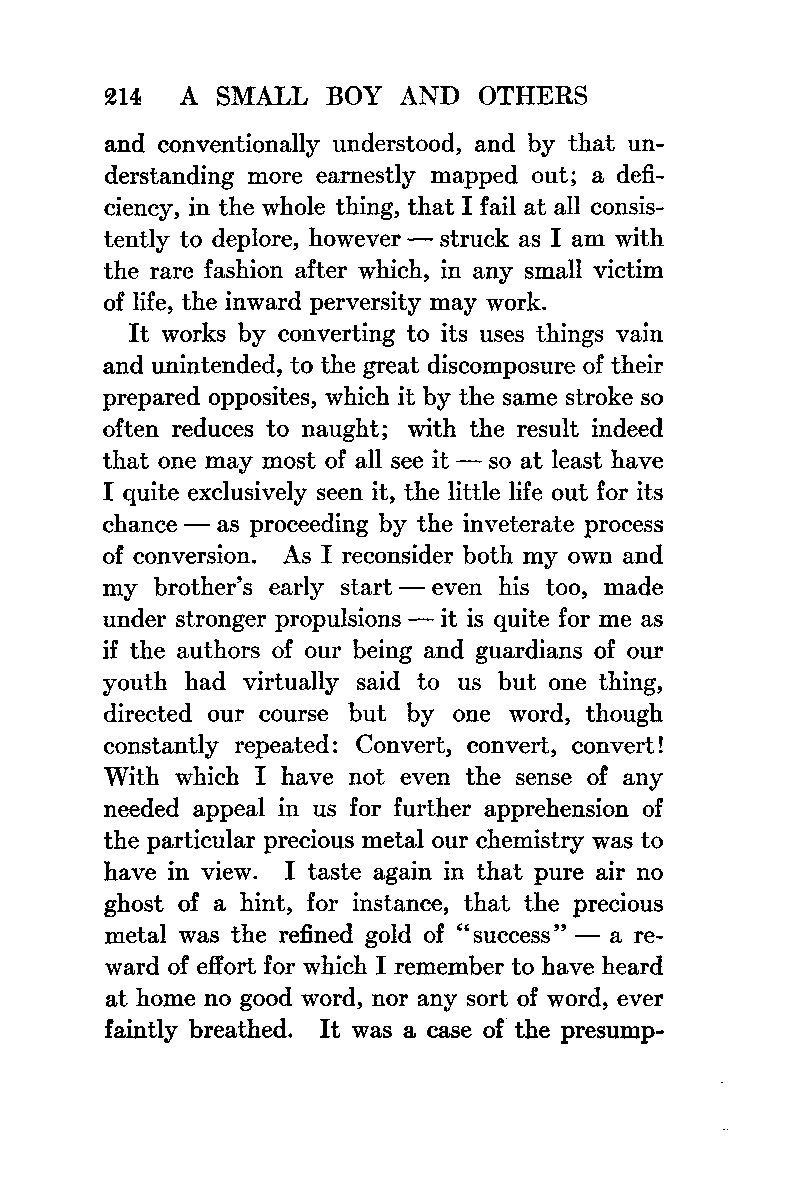 214 A SMALL BOY AND OTHERS
and conventionally understood, and by that un-
derstanding more earnestly mapped out; a defi-
ciency, in the whole thing, that I fail at all consis-
tently to deplore, however — struck as I am with
the rare fashion after which, in any small victim
of life, the inward perversity may work.
It works by converting to its uses things vain
and unintended, to the great discomposure of their
prepared opposites, which it by the same stroke so
often reduces to naught; with the result indeed
that one may most of all see it — so at least have
I quite exclusively seen it, the little life out for its
chance — as proceeding by the inveterate process
of conversion. As I reconsider both my own and
my brother's early start — even his too, made
under stronger propulsions — it is quite for me as
if the authors of our being and guardians of our
youth had virtually said to us but one thing,
directed our course but by one word, though
constantly repeated: Convert, convert, convert!
With which I have not even the sense of any
needed appeal in us for further apprehension of
the particular precious metal our chemistry was to
have in view. I taste again in that pure air no
ghost of a hint, for instance, that the precious
metal was the refined gold of "success" — a re-
ward of effort for which I remember to have heard
at home no good word, nor any sort of word, ever
faintly breathed. It was a case of the presump-